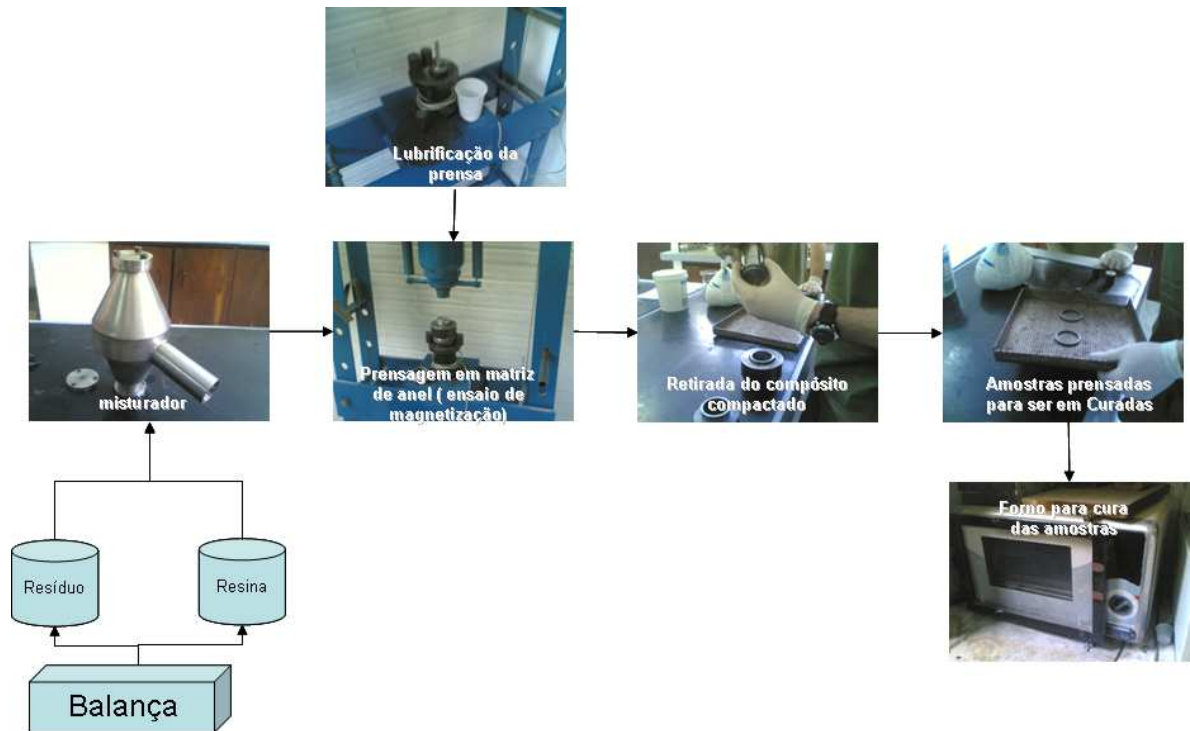 Lubrificação da
prensa
misturador
Prensagem em matriz
de anel ( ensaio de
magnetização)
Retirada do compósito
compactado
Amostras prensadas
para ser em Curadas
Forno para cura
das amostras
Resíduo
Resina
Balança